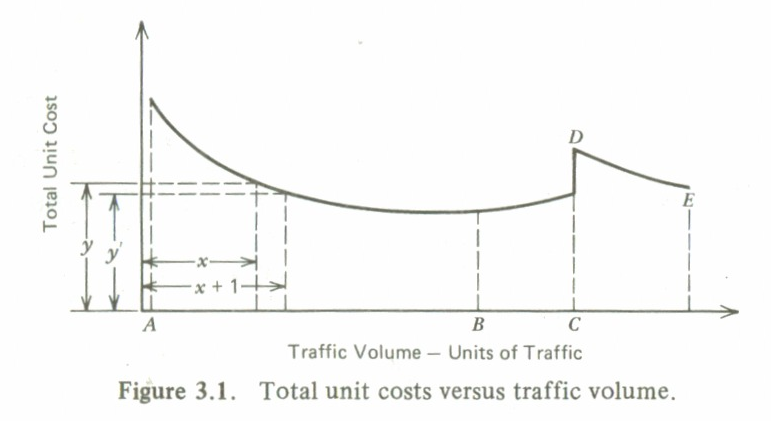 Total Unit Cost
D
E
y
y'
x
x + 1
A
B
C
Traffic Volume — Units of Traffic
Figure 3.1. Total unit costs versus traffic volume.